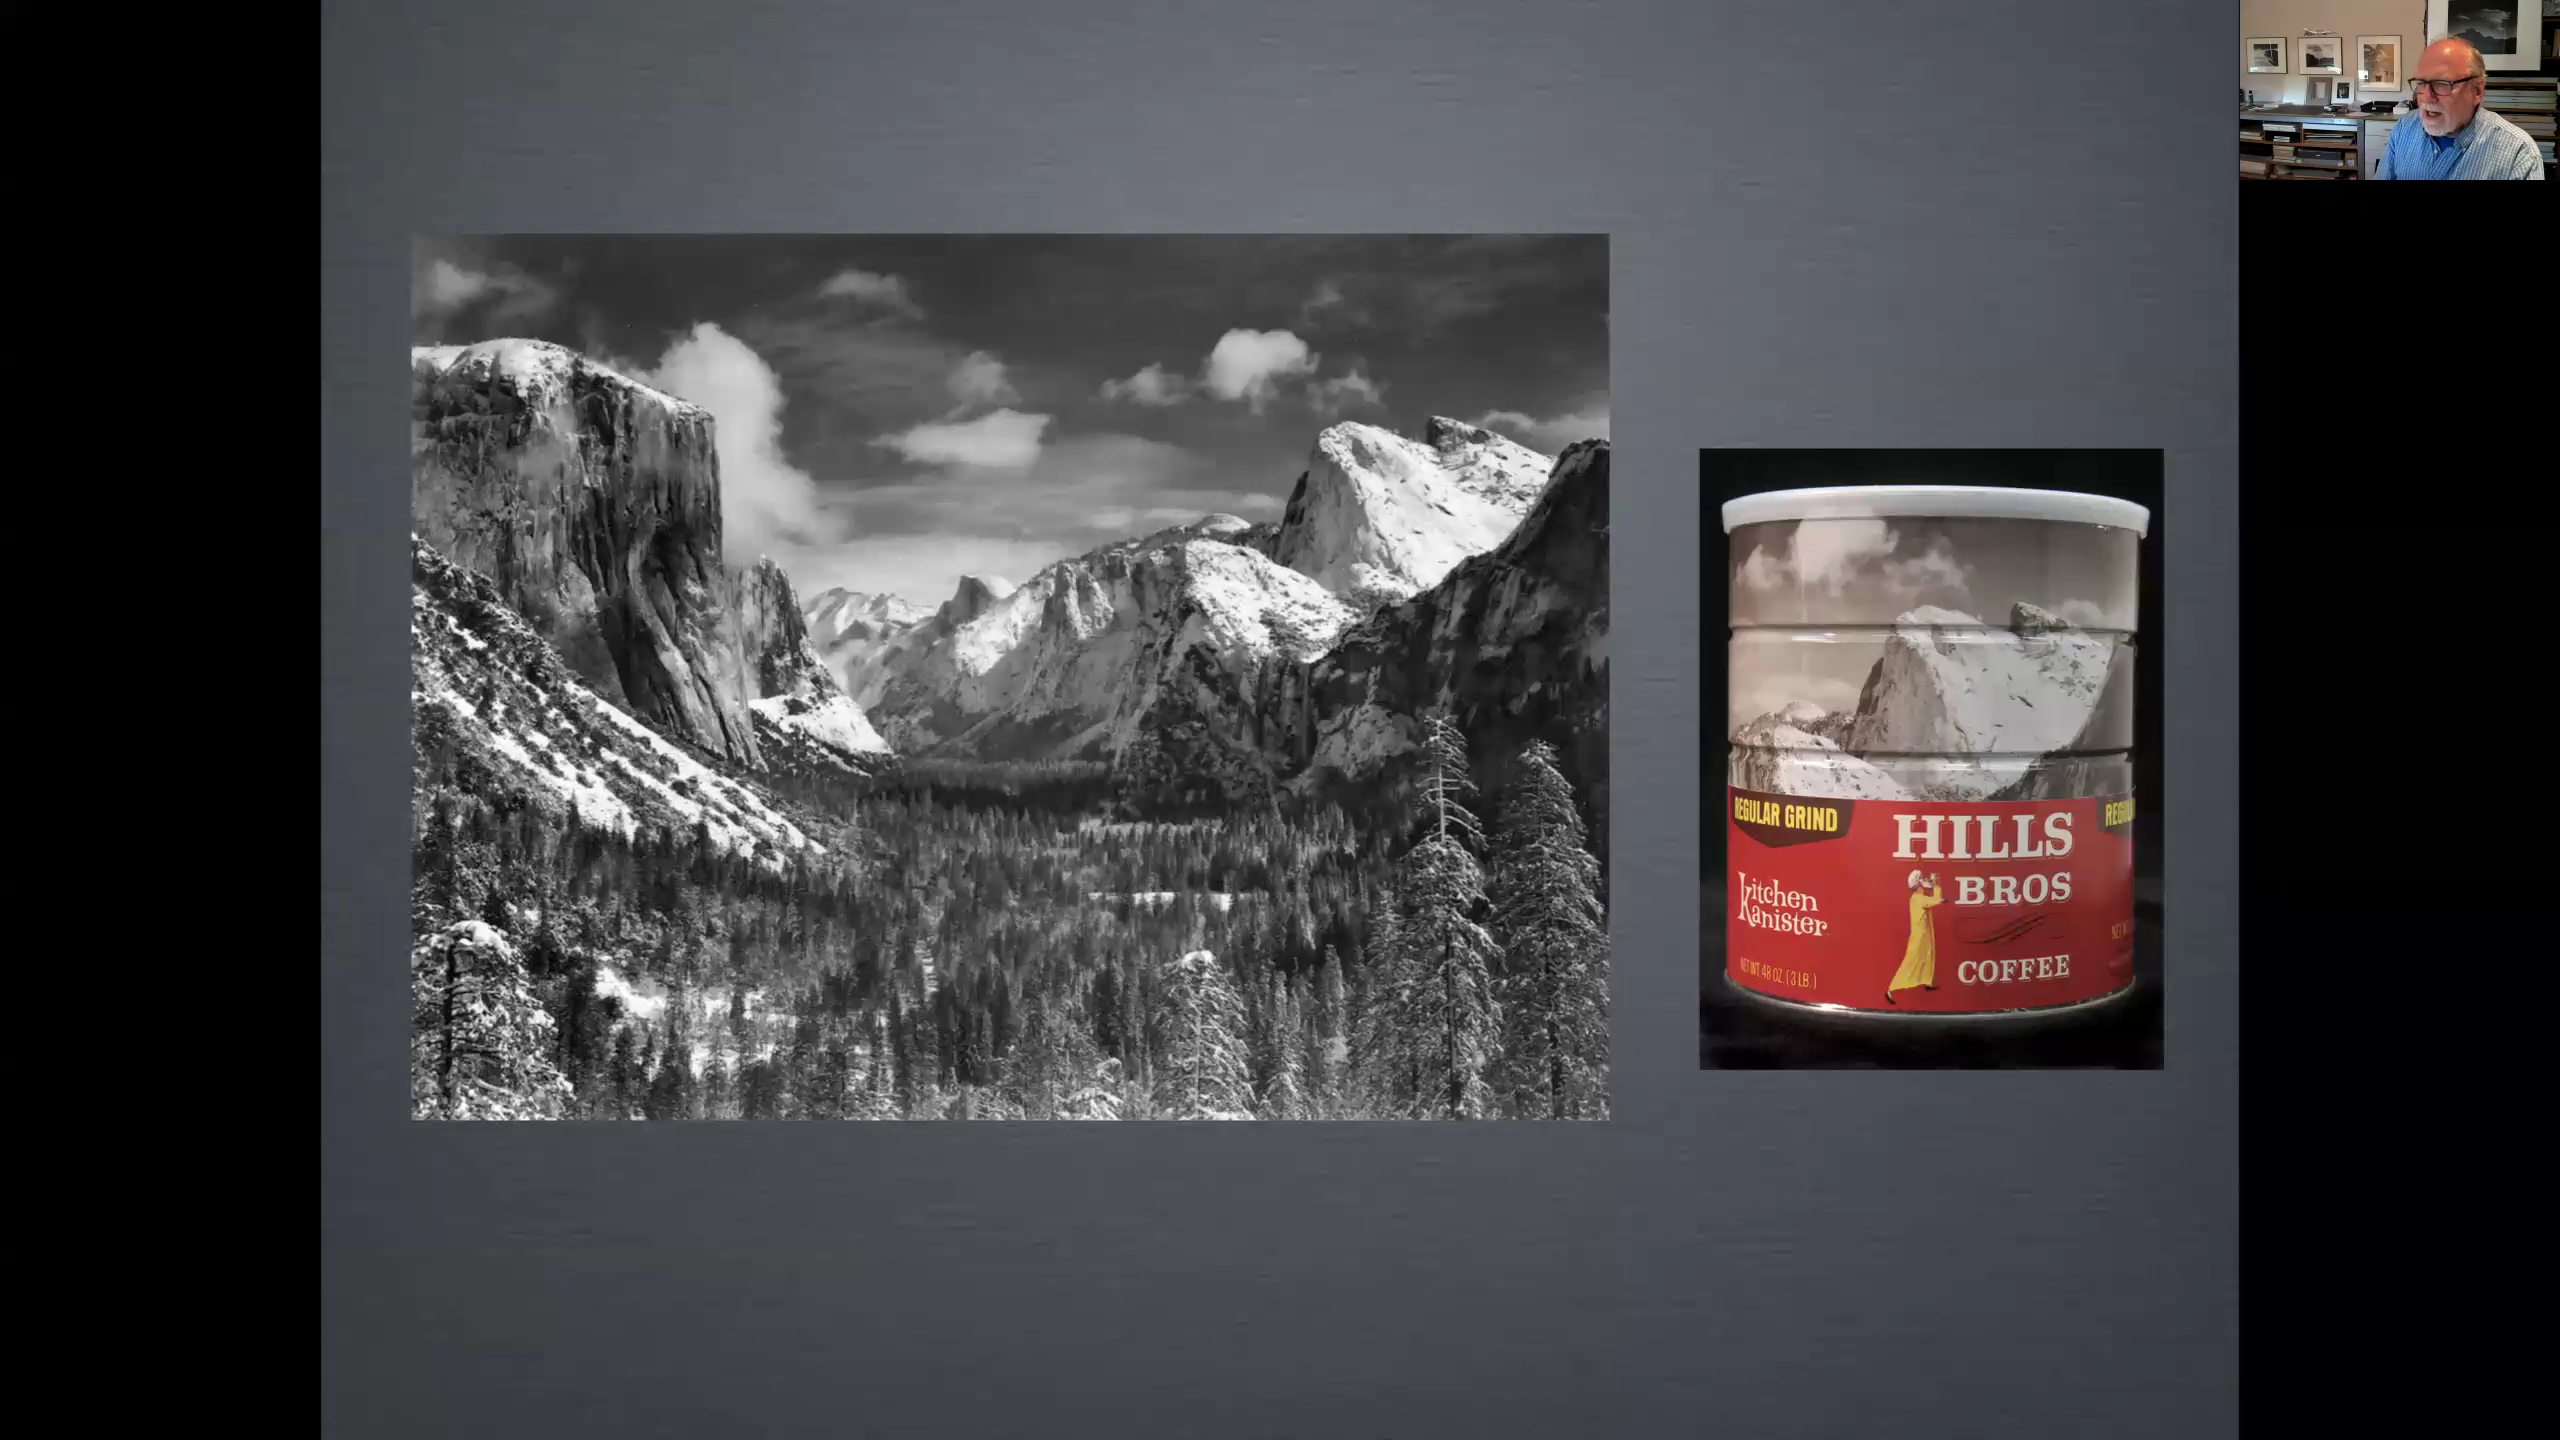 REGULAR GRIND
HILLS
BROS
COFFEE
Kitchen
Kanister
NET WT. 48 OZ. (3 LB.)